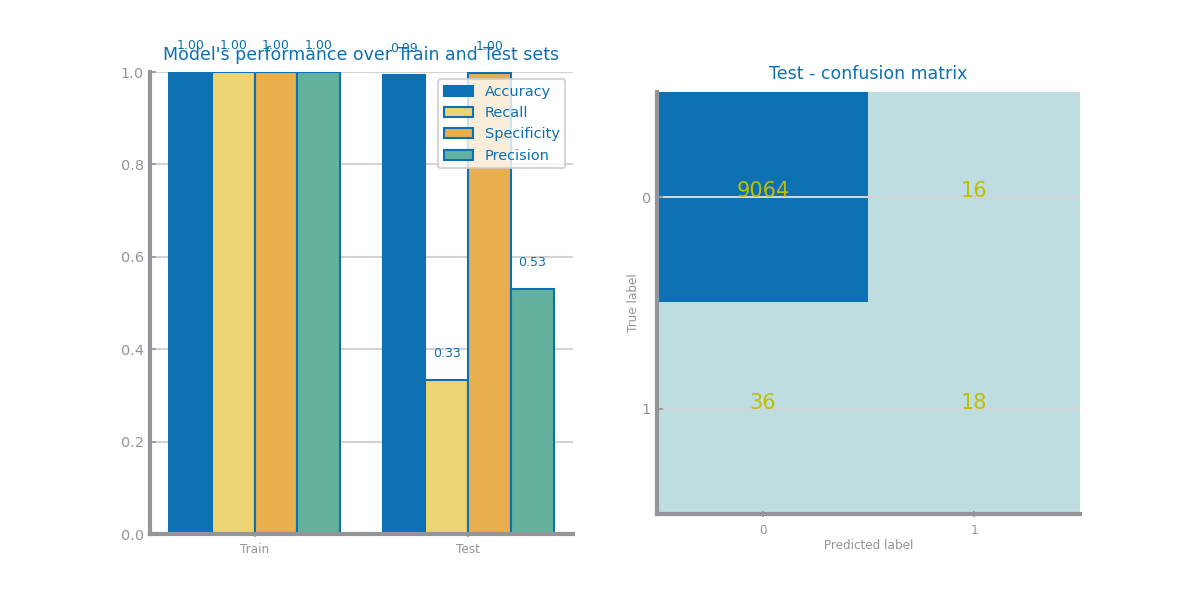 Model's performance over Train and Test sets
1.00 1.00 1.00 1.00 0.99 1.00
1.0
0.8
0.6
0.4
0.2
0.0
0.33
0.53
Accuracy
Recall
Specificity
Precision
Train Test
Test - confusion matrix
True label
0
1
9064 16
36 18
0 1
Predicted label